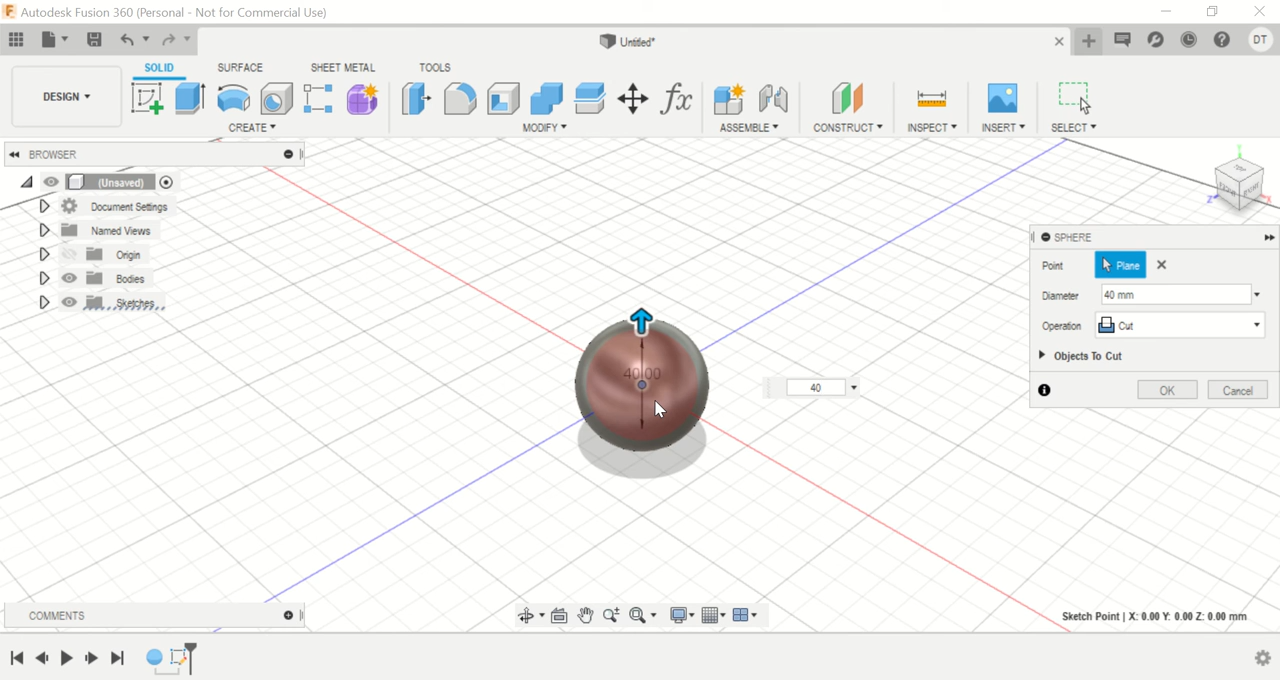 Autodesk Fusion 360 (Personal - Not for Commercial Use)
Untitled*
DT
DESIGN
SOLID SURFACE SHEET METAL TOOLS
CREATE MODIFY ASSEMBLE CONSTRUCT INSPECT INSERT SELECT
BROWSER
(Unsaved)
Document Settings
Named Views
Origin
Bodies
Sketches
TOP
FRONT
RIGHT
Y
Z
X
SPHERE
Point Plane
Diameter 40 mm
Operation Cut
Objects To Cut
OK Cancel
40.00
40
COMMENTS
Sketch Point | X: 0.00 Y: 0.00 Z: 0.00 mm